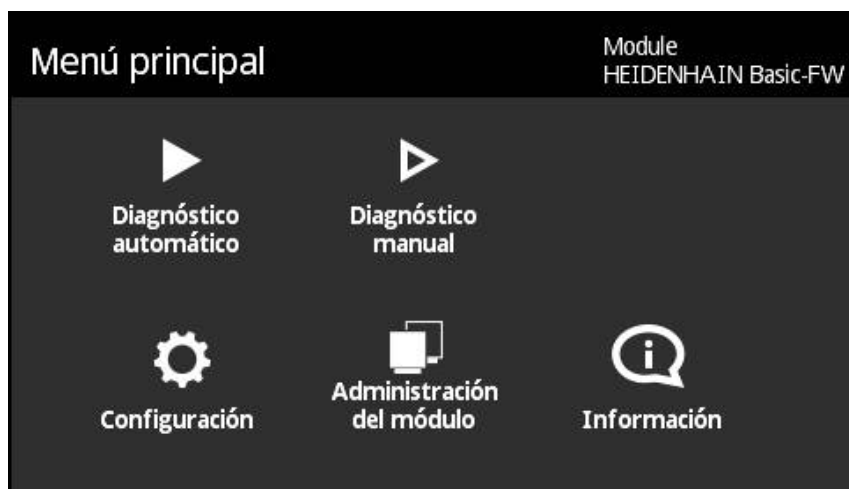 Menú principal
Module
HEIDENHAIN Basic-FW
Diagnóstico
automático
Diagnóstico
manual
Configuración
Administración
del módulo
Información